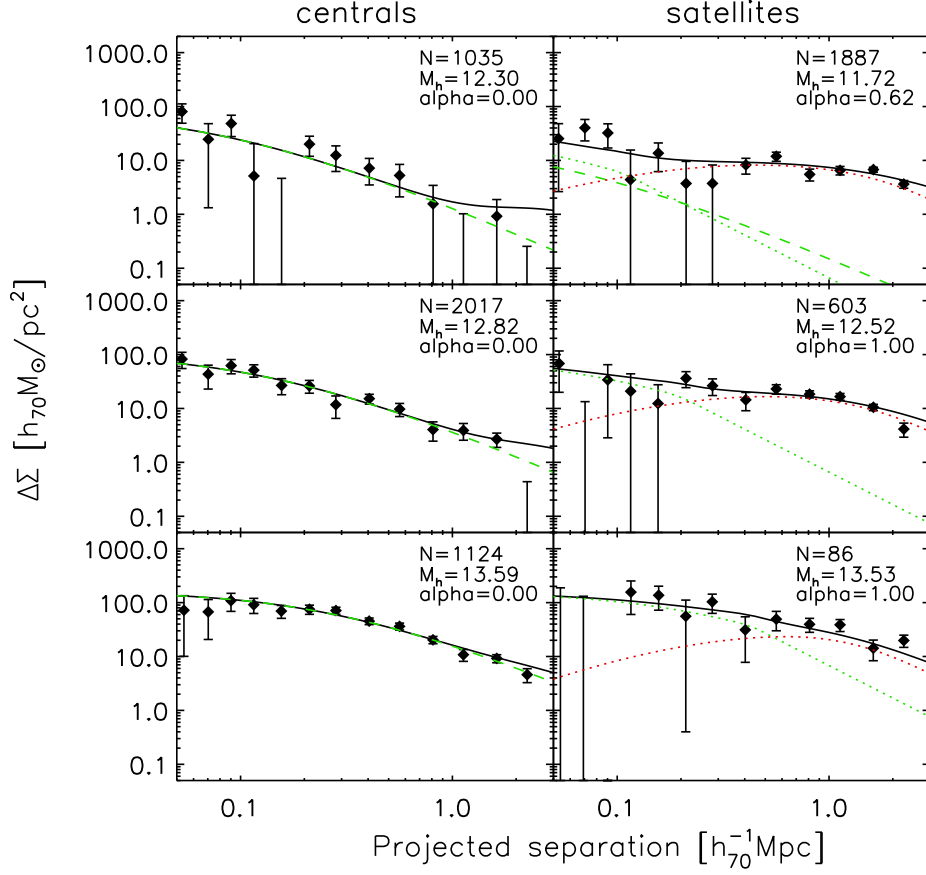 centrals satellites
N=1035
M_h=12.30
alpha=0.00
N=1887
M_h=11.72
alpha=0.62
1000.0
100.0
10.0
1.0
0.1
N=2017
M_h=12.82
alpha=0.00
N=603
M_h=12.52
alpha=1.00
1000.0
100.0
10.0
1.0
0.1
N=1124
M_h=13.59
alpha=0.00
N=86
M_h=13.53
alpha=1.00
1000.0
100.0
10.0
1.0
0.1
ΔΣ [h_70 M_⊙/pc^2]
0.1 1.0 0.1 1.0
Projected separation [h_70^-1 Mpc]